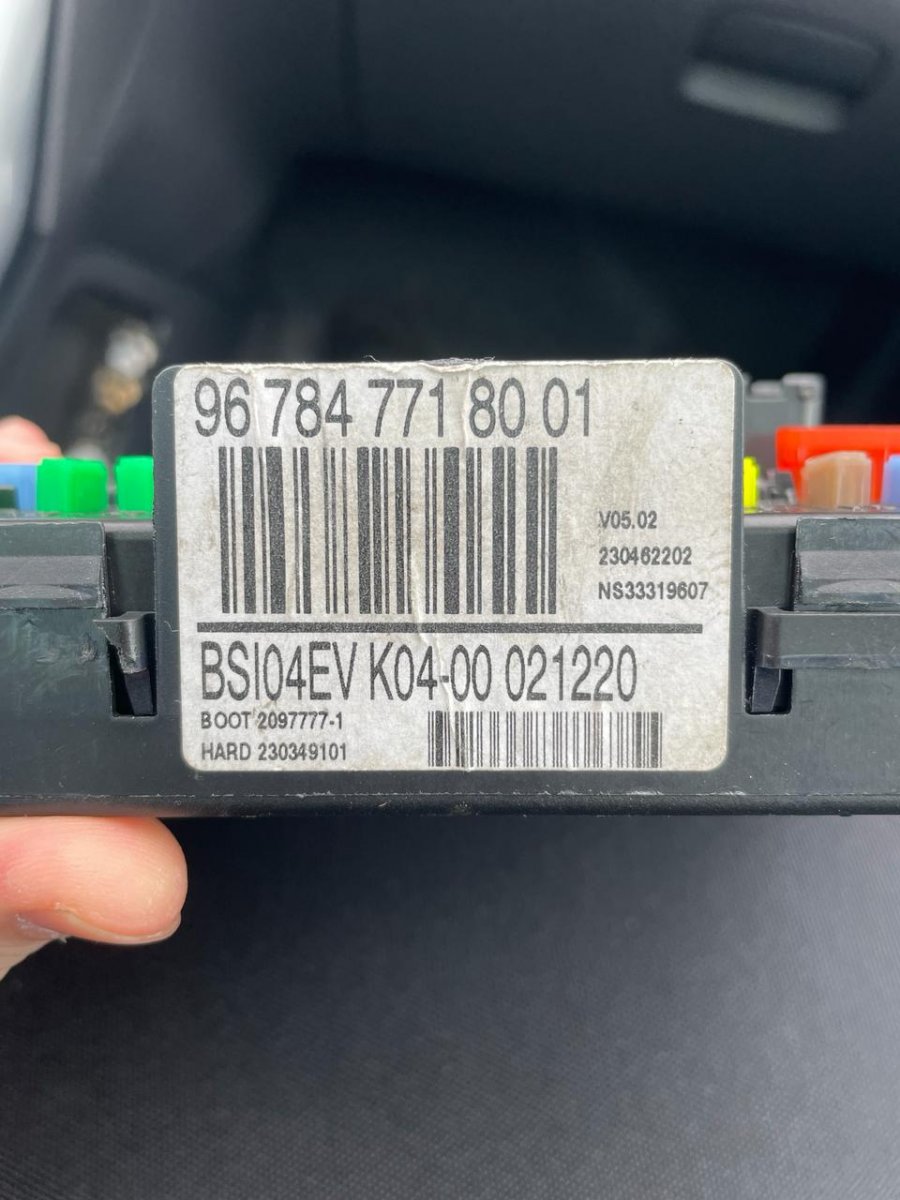 96 784 771 80 01
V05.02
230462202
NS33319607
BSI04EV K04-00 021220
BOOT 2097777-1
HARD 230349101